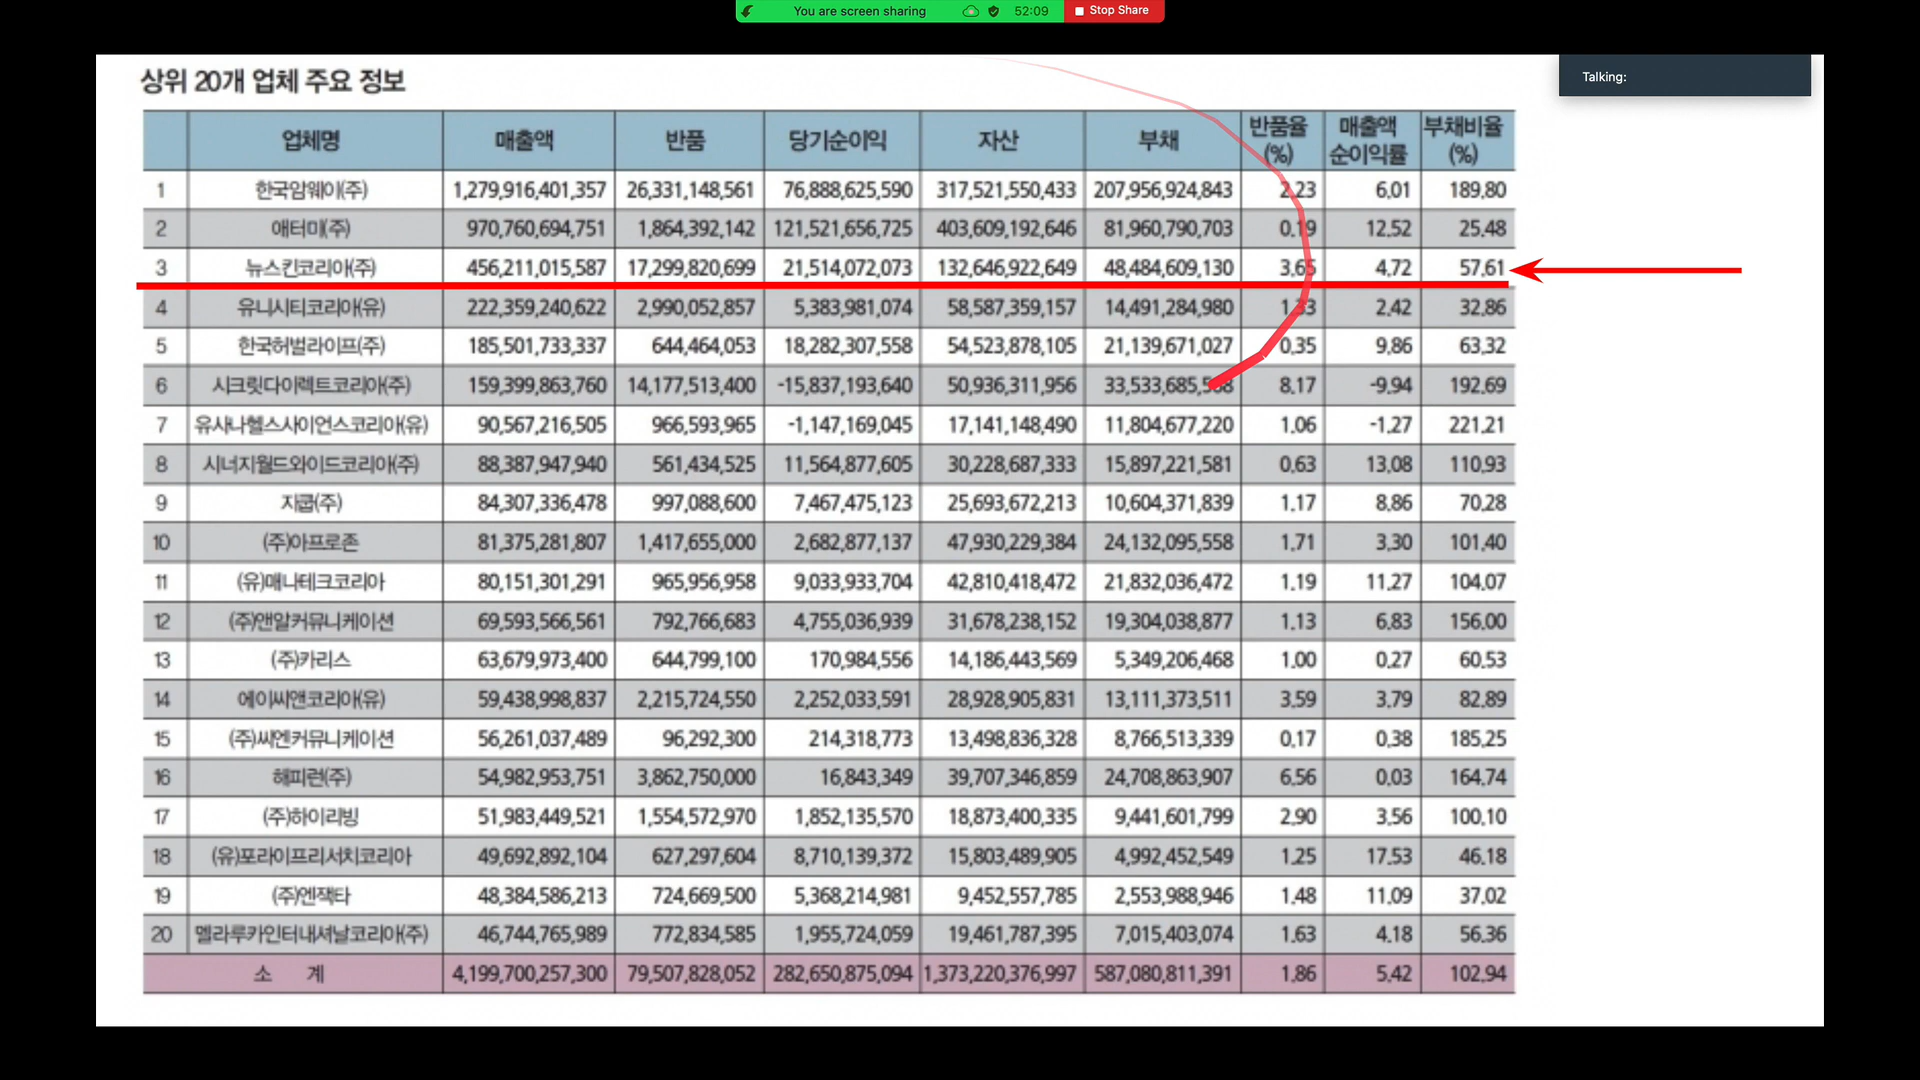 You are screen sharing 52:09 Stop Share
Talking:
상위 20개 업체 주요 정보
업체명 매출액 반품 당기순이익 자산 부채 반품율 (%) 매출액 순이익률 부채비율 (%)
1 한국암웨이(주) 1,279,916,401,357 26,331,148,561 76,888,625,590 317,521,550,433 207,956,924,843 2.23 6.01 189.80
2 애터미(주) 970,760,694,751 1,864,392,142 121,521,656,725 403,609,192,646 81,960,790,703 0.19 12.52 25.48
3 뉴스킨코리아(주) 456,211,015,587 17,299,820,699 21,514,072,073 132,646,922,649 48,484,609,130 3.65 4.72 57.61
4 유니시티코리아(유) 222,359,240,622 2,990,052,857 5,383,981,074 58,587,359,157 14,491,284,980 1.33 2.42 32.86
5 한국허벌라이프(주) 185,501,733,337 644,464,053 18,282,307,558 54,523,878,105 21,139,671,027 0.35 9.86 63.32
6 시크릿다이렉트코리아(주) 159,399,863,760 14,177,513,400 -15,837,193,640 50,936,311,956 8.17 -9.94 192.69
7 유사나헬스사이언스코리아(유) 90,567,216,505 966,593,965 -1,147,169,045 17,141,148,490 11,804,677,220 1.06 -1.27 221.21
8 시너지월드와이드코리아(주) 88,387,947,940 561,434,525 11,564,877,605 30,228,687,333 15,897,221,581 0.63 13.08 110.93
9 지쿱(주) 84,307,336,478 997,088,600 7,467,475,123 25,693,672,213 10,604,371,839 1.17 8.86 70.28
10 (주)아프로존 81,375,281,807 1,417,655,000 2,682,877,137 47,930,229,384 24,132,095,558 1.71 3.30 101.40
11 (유)매나테크코리아 80,151,301,291 965,956,958 9,033,933,704 42,810,418,472 21,832,036,472 1.19 11.27 104.07
12 (주)앤알커뮤니케이션 69,593,566,561 792,766,683 4,755,036,939 31,678,238,152 19,304,038,877 1.13 6.83 156.00
13 (주)카리스 63,679,973,400 644,799,100 170,984,556 14,186,443,569 5,349,206,468 1.00 0.27 60.53
14 에이씨앤코리아(유) 59,438,998,837 2,215,724,550 2,252,033,591 28,928,905,831 13,111,373,511 3.59 3.79 82.89
15 (주)씨엔커뮤니케이션 56,261,037,489 96,292,300 214,318,773 13,498,836,328 8,766,513,339 0.17 0.38 185.25
16 해피런(주) 54,982,953,751 3,862,750,000 16,843,349 39,707,346,859 24,708,863,907 6.56 0.03 164.74
17 (주)하이리빙 51,983,449,521 1,554,572,970 1,852,135,570 18,873,400,335 9,441,601,799 2.90 3.56 100.10
18 (유)포라이프리서치코리아 49,692,892,104 627,297,604 8,710,139,372 15,803,489,905 4,992,452,549 1.25 17.53 46.18
19 (주)엔잭타 48,384,586,213 724,669,500 5,368,214,981 9,452,557,785 2,553,988,946 1.48 11.09 37.02
20 멜라루카인터내셔날코리아(주) 46,744,765,989 772,834,585 1,955,724,059 19,461,787,395 7,015,403,074 1.63 4.18 56.36
소 계 4,199,700,257,300 79,507,828,052 282,650,875,094 1,373,220,376,997 587,080,811,391 1.86 5.42 102.94